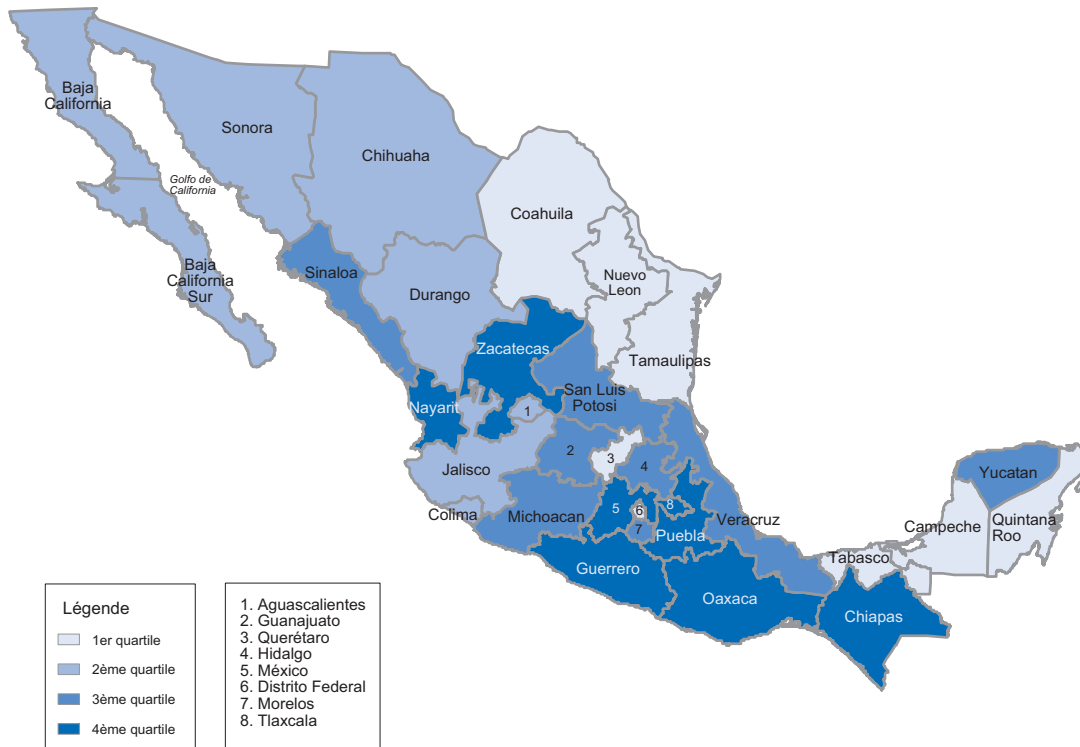 Baja
California
Sonora
Chihuaha
Golfo de
California
Coahuila
Baja
California
Sur
Sinaloa
Durango
Nuevo
Leon
Zacatecas
Tamaulipas
San Luis
Potosi
Nayarit
1
2
3
4
Jalisco
Yucatan
Colima
Michoacan
5
6
7
8
Veracruz
Puebla
Campeche
Quintana
Roo
Tabasco
Guerrero
Oaxaca
Chiapas
Légende
1er quartile
2ème quartile
3ème quartile
4ème quartile
1. Aguascalientes
2. Guanajuato
3. Querétaro
4. Hidalgo
5. México
6. Distrito Federal
7. Morelos
8. Tlaxcala